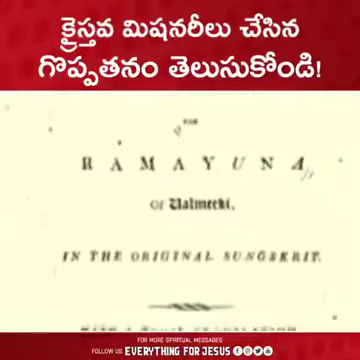 క్రైస్తవ మిషనరీలు చేసిన
గొప్పతనం తెలుసుకోండి!
THE
RAMAYUNA
OF Valmeeki,
IN THE ORIGINAL SUNGSKRIT.
FOR MORE SPIRITUAL MESSAGES
FOLLOW US EVERYTHING FOR JESUS